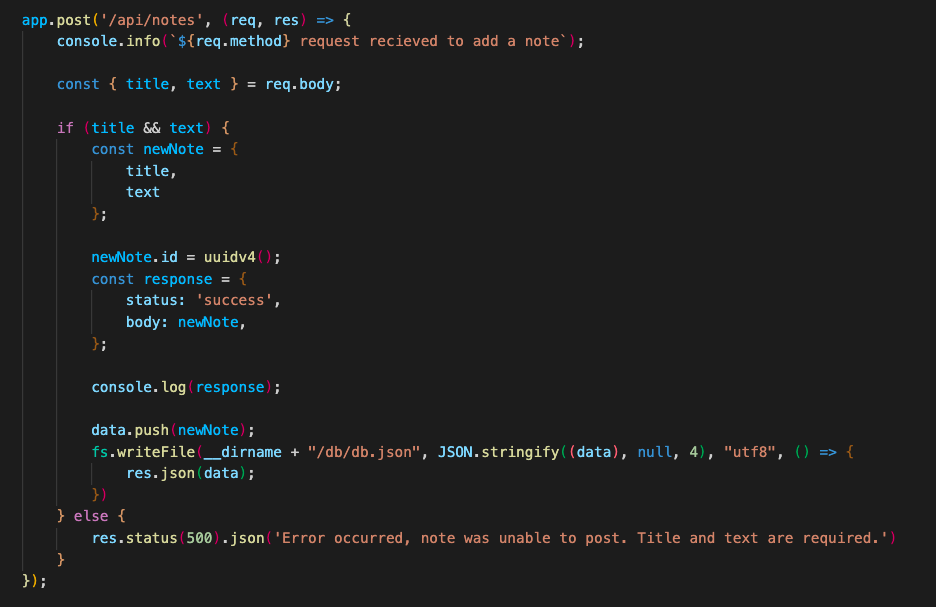 app.post('/api/notes', (req, res) => {
    console.info(`${req.method} request recieved to add a note`);

    const { title, text } = req.body;

    if (title && text) {
        const newNote = {
            title,
            text
        };

        newNote.id = uuidv4();
        const response = {
            status: 'success',
            body: newNote,
        };

        console.log(response);

        data.push(newNote);
        fs.writeFile(__dirname + "/db/db.json", JSON.stringify((data), null, 4), "utf8", () => {
            res.json(data);
        })
    } else {
        res.status(500).json('Error occurred, note was unable to post. Title and text are required.')
    }
});